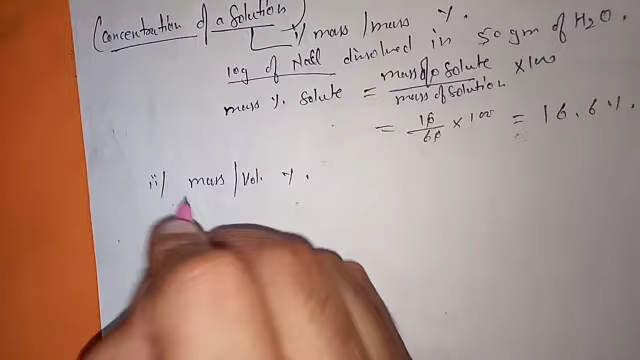 Concentration of a solution
i/ mass/mass %.
10g of NaCl dissolved in 50 gm of H2O.
mass % solute = mass of solute / mass of solution × 100
= 10/60 × 100 = 16.6%.
ii/ mass/vol. %.